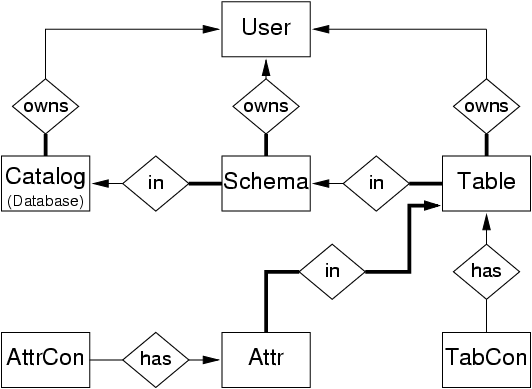 User
owns
owns
owns
Catalog
(Database)
in
Schema
in
Table
in
has
AttrCon
has
Attr
TabCon